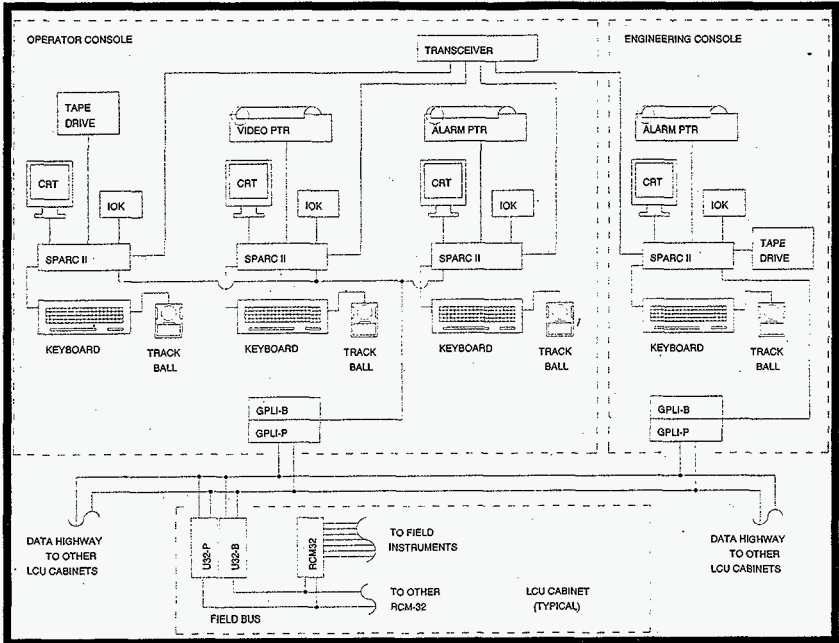 OPERATOR CONSOLE
ENGINEERING CONSOLE
TRANSCEIVER
TAPE
DRIVE
VIDEO PTR
ALARM PTR
ALARM PTR
CRT
IOK
CRT
IOK
CRT
IOK
CRT
IOK
SPARC II
SPARC II
SPARC II
SPARC II
TAPE
DRIVE
KEYBOARD
TRACK
BALL
KEYBOARD
TRACK
BALL
KEYBOARD
TRACK
BALL
KEYBOARD
TRACK
BALL
GPLI-B
GPLI-P
GPLI-B
GPLI-P
DATA HIGHWAY
TO OTHER
LCU CABINETS
U32-P
U32-B
RCM32
TO FIELD
INSTRUMENTS
DATA HIGHWAY
TO OTHER
LCU CABINETS
TO OTHER
RCM-32
LCU CABINET
(TYPICAL)
FIELD BUS